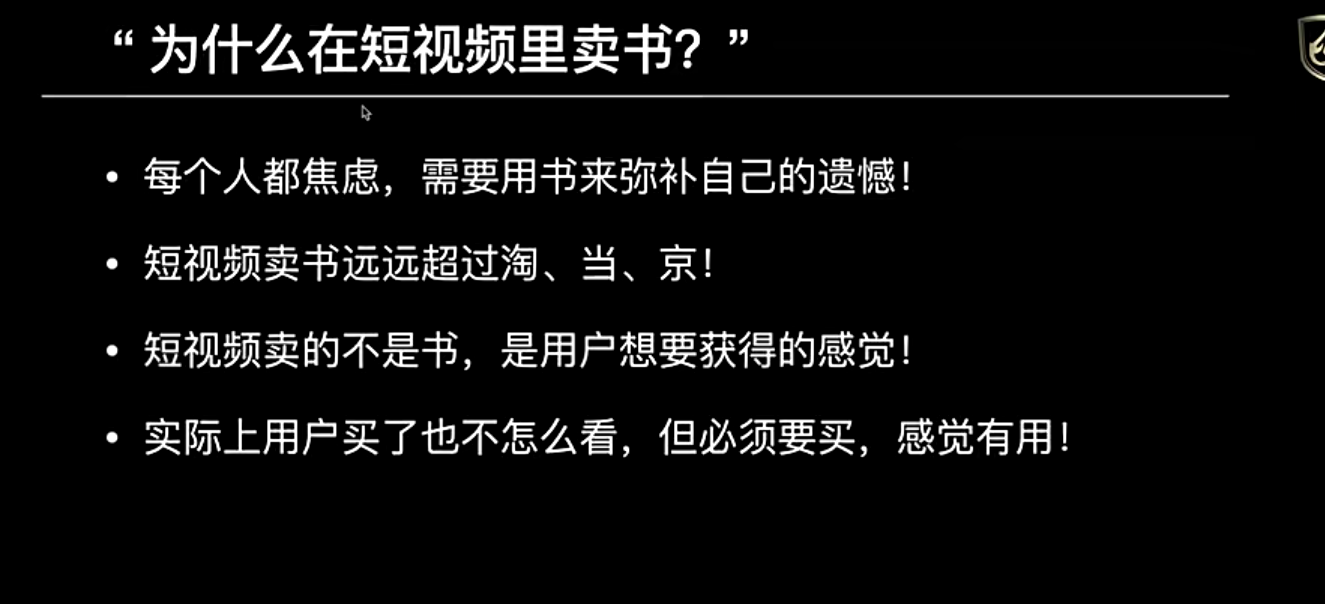 “为什么在短视频里卖书？”
• 每个人都焦虑，需要用书来弥补自己的遗憾！
• 短视频卖书远远超过淘、当、京！
• 短视频卖的不是书，是用户想要获得的感觉！
• 实际上用户买了也不怎么看，但必须要买，感觉有用！